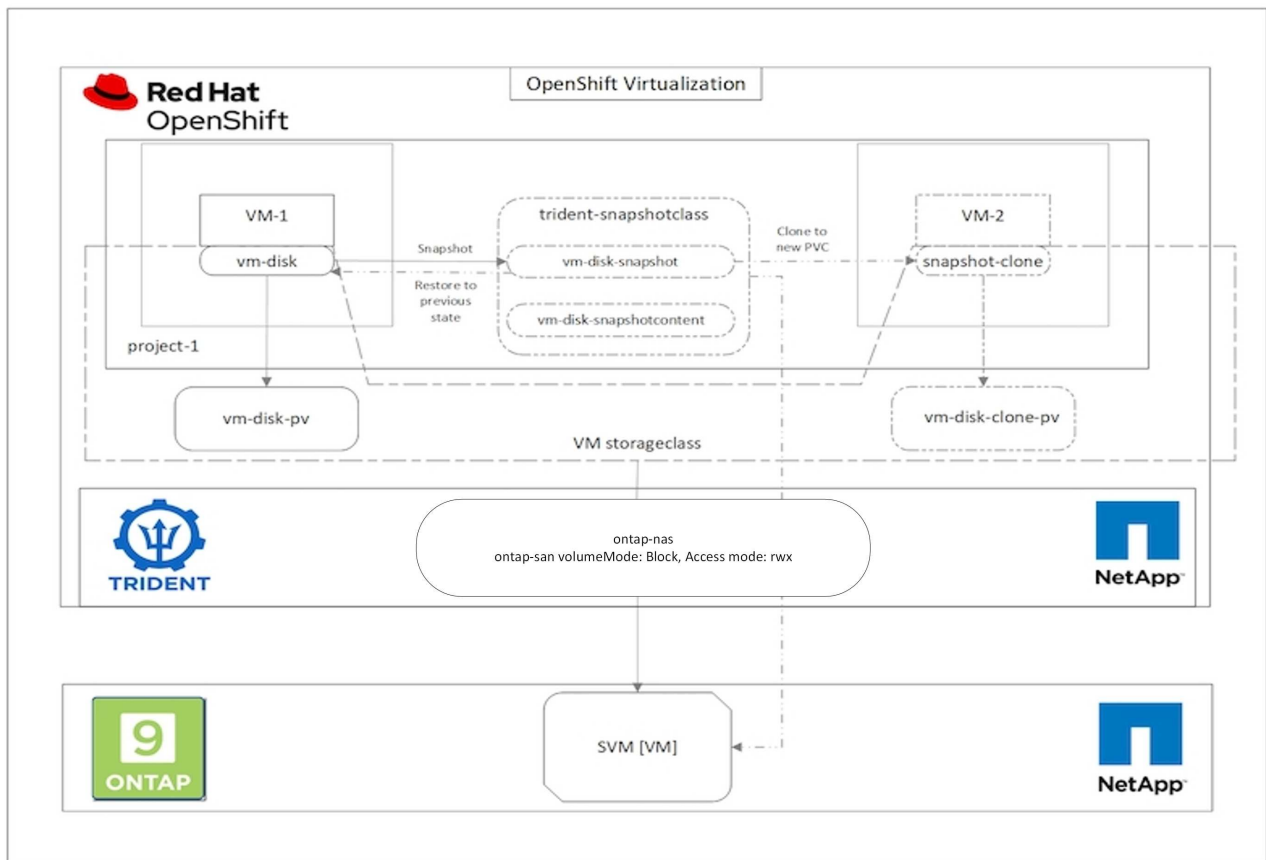 OpenShift Virtualization
Red Hat
OpenShift
VM-1
vm-disk
Snapshot
Restore to
previous
state
trident-snapshotclass
vm-disk-snapshot
vm-disk-snapshotcontent
Clone to
new PVC
VM-2
snapshot-clone
project-1
vm-disk-pv
vm-disk-clone-pv
VM storageclass
TRIDENT
ontap-nas
ontap-san volumeMode: Block, Access mode: rwx
NetApp™
9
ONTAP
SVM [VM]
NetApp™